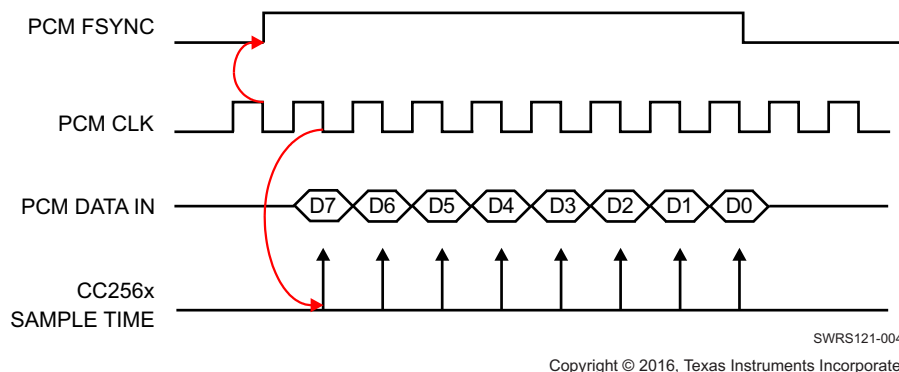 PCM FSYNC
PCM CLK
PCM DATA IN
D7 D6 D5 D4 D3 D2 D1 D0
CC256x
SAMPLE TIME
SWRS121-004
Copyright © 2016, Texas Instruments Incorporate